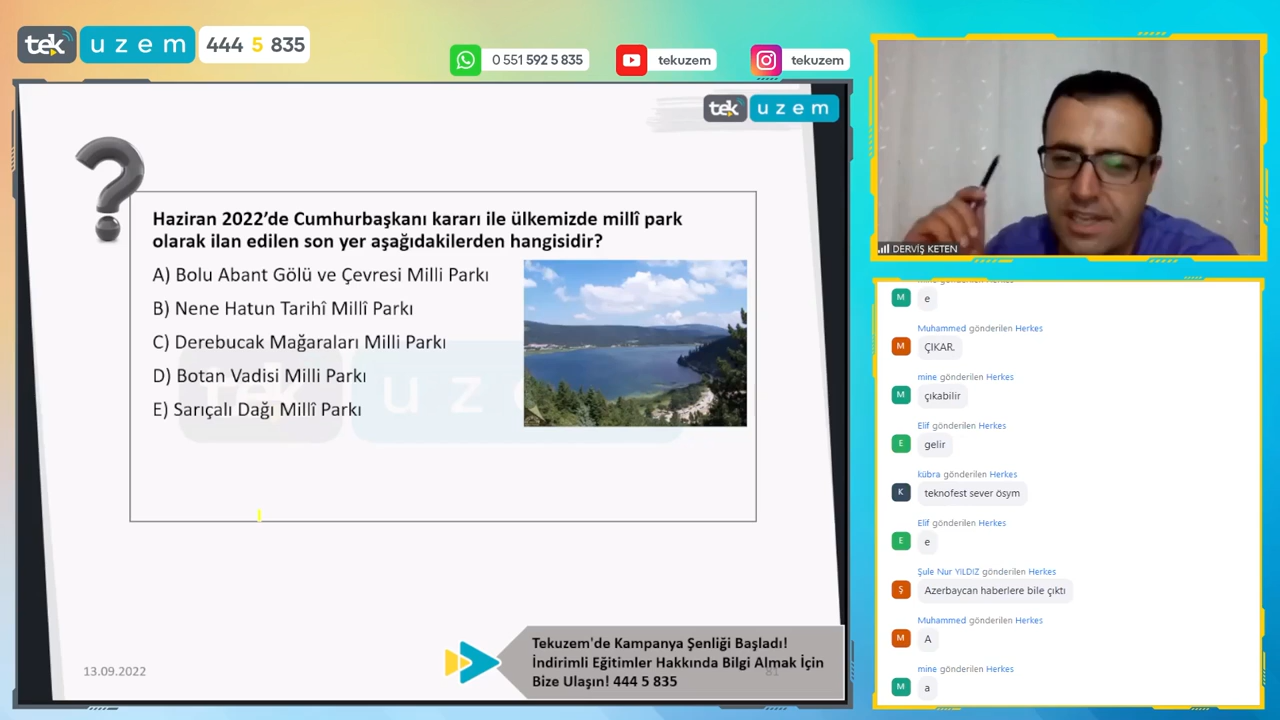 tek uzem 444 5 835
0 551 592 5 835
tekuzem
tekuzem
tek uzem
Haziran 2022’de Cumhurbaşkanı kararı ile ülkemizde millî park
olarak ilan edilen son yer aşağıdakilerden hangisidir?
A) Bolu Abant Gölü ve Çevresi Milli Parkı
B) Nene Hatun Tarihî Millî Parkı
C) Derebucak Mağaraları Milli Parkı
D) Botan Vadisi Milli Parkı
E) Sarıçalı Dağı Millî Parkı
13.09.2022
81
Tekuzem'de Kampanya Şenliği Başladı!
İndirimli Eğitimler Hakkında Bilgi Almak İçin
Bize Ulaşın! 444 5 835
DERVİŞ KETEN
M e
Muhammed gönderilen Herkes
M ÇIKAR.
mine gönderilen Herkes
M çıkabilir
Elif gönderilen Herkes
E gelir
kübra gönderilen Herkes
K teknofest sever ösym
Elif gönderilen Herkes
E e
Şule Nur YILDIZ gönderilen Herkes
Ş Azerbaycan haberlere bile çıktı
Muhammed gönderilen Herkes
M A
mine gönderilen Herkes
M a